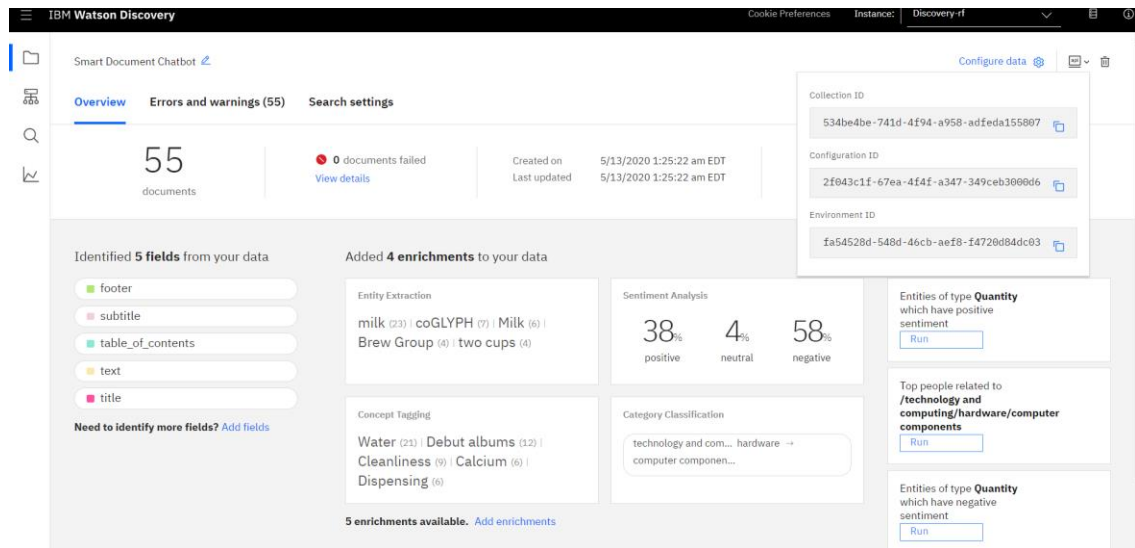 IBM Watson Discovery
Cookie Preferences
Instance: Discovery-rf
Smart Document Chatbot
Configure data
Overview Errors and warnings (55) Search settings
Collection ID
534be4be-741d-4f94-a958-adfeda155807
Configuration ID
2f043c1f-67ea-4f4f-a347-349ceb3000d6
Environment ID
fa54528d-548d-46cb-aef8-f4720d84dc03
55
documents
0 documents failed
View details
Created on 5/13/2020 1:25:22 am EDT
Last updated 5/13/2020 1:25:22 am EDT
Identified 5 fields from your data
footer
subtitle
table_of_contents
text
title
Need to identify more fields? Add fields
Added 4 enrichments to your data
Entity Extraction
milk (23) | coGLYPH (7) | Milk (6) |
Brew Group (4) | two cups (4)
Sentiment Analysis
38% 4% 58%
positive neutral negative
Concept Tagging
Water (21) | Debut albums (12) |
Cleanliness (9) | Calcium (6) |
Dispensing (6)
Category Classification
technology and com... hardware →
computer componen...
5 enrichments available. Add enrichments
Entities of type Quantity
which have positive
sentiment
Run
Top people related to
/technology and
computing/hardware/computer
components
Run
Entities of type Quantity
which have negative
sentiment
Run